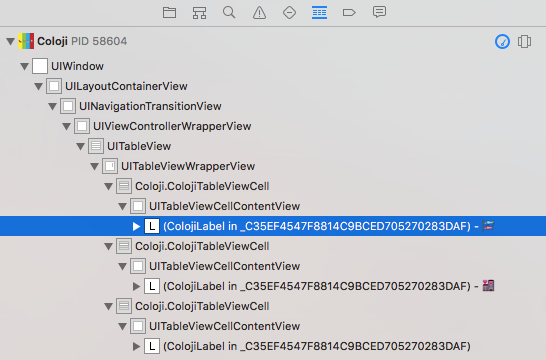 Coloji PID 58604
UIWindow
UILayoutContainerView
UINavigationTransitionView
UIViewControllerWrapperView
UITableView
UITableViewWrapperView
Coloji.ColojiTableViewCell
UITableViewCellContentView
L (ColojiLabel in _C35EF4547F8814C9BCED705270283DAF) -
Coloji.ColojiTableViewCell
UITableViewCellContentView
L (ColojiLabel in _C35EF4547F8814C9BCED705270283DAF) -
Coloji.ColojiTableViewCell
UITableViewCellContentView
L (ColojiLabel in _C35EF4547F8814C9BCED705270283DAF)